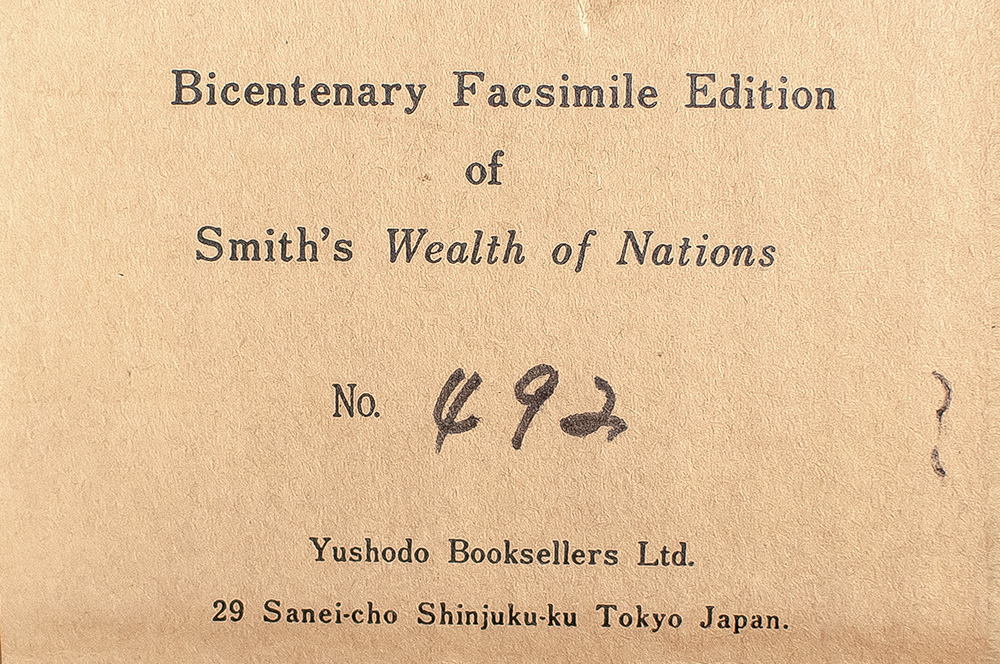 Bicentenary Facsimile Edition
of
Smith's Wealth of Nations
No. 492
Yushodo Booksellers Ltd.
29 Sanei-cho Shinjuku-ku Tokyo Japan.